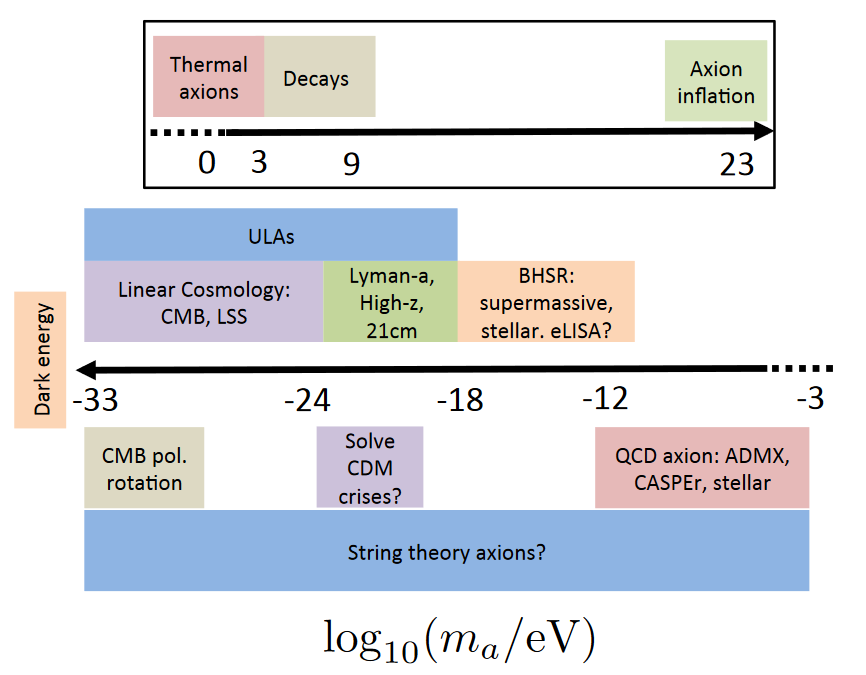 Thermal
axions
Decays
Axion
inflation
0 3 9 23
ULAs
Linear Cosmology:
CMB, LSS
Lyman-a,
High-z,
21cm
BHSR:
supermassive,
stellar. eLISA?
Dark energy
-33 -24 -18 -12 -3
CMB pol.
rotation
Solve
CDM
crises?
QCD axion: ADMX,
CASPEr, stellar
String theory axions?
log₁₀(mₐ/eV)